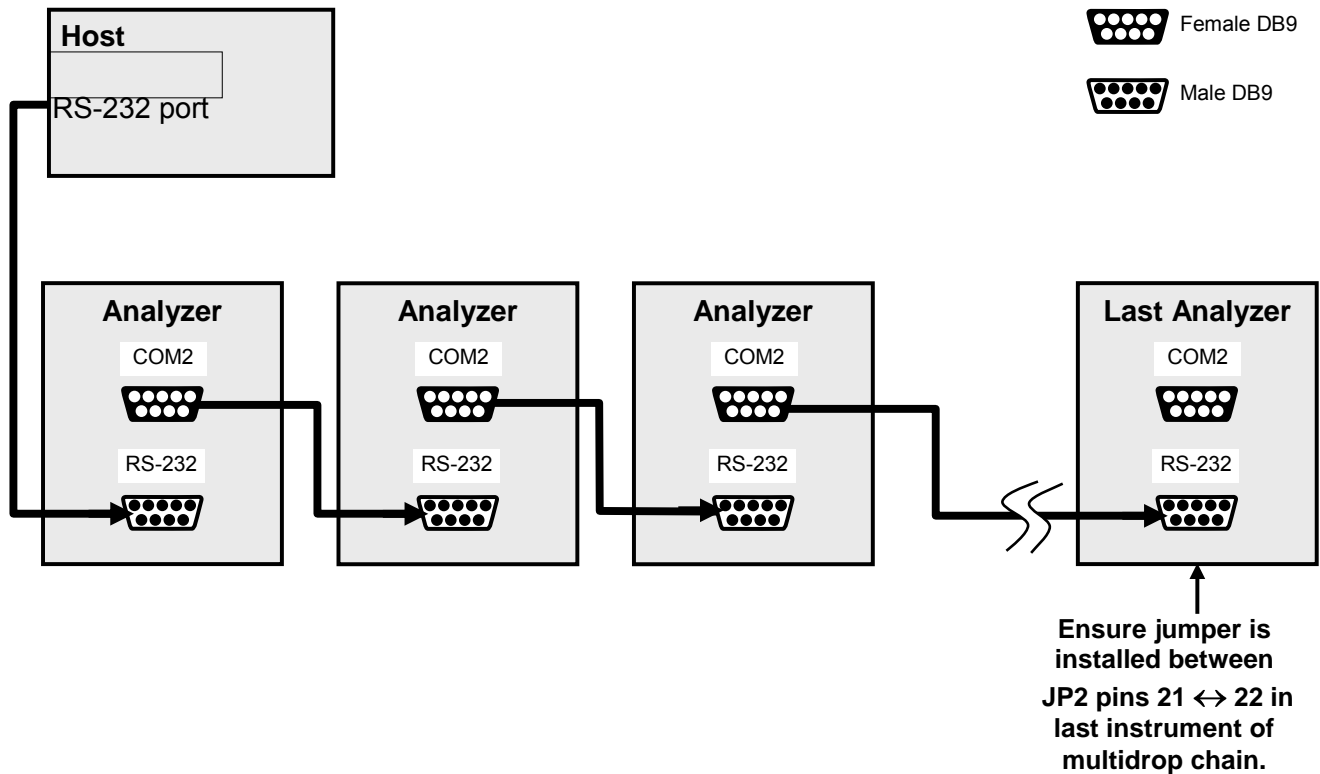 Host
RS-232 port
Female DB9
Male DB9
Analyzer
COM2
RS-232
Analyzer
COM2
RS-232
Analyzer
COM2
RS-232
Last Analyzer
COM2
RS-232
Ensure jumper is
installed between
JP2 pins 21 ↔ 22 in
last instrument of
multidrop chain.